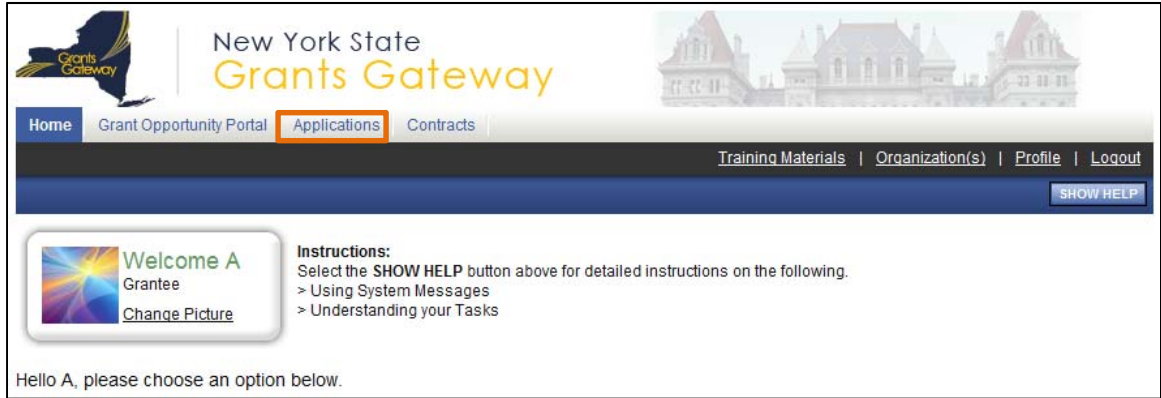 Grants
Gateway
New York State
Grants Gateway
Home Grant Opportunity Portal Applications Contracts
Training Materials | Organization(s) | Profile | Logout
SHOW HELP
Welcome A
Grantee
Change Picture
Instructions:
Select the SHOW HELP button above for detailed instructions on the following.
> Using System Messages
> Understanding your Tasks
Hello A, please choose an option below.